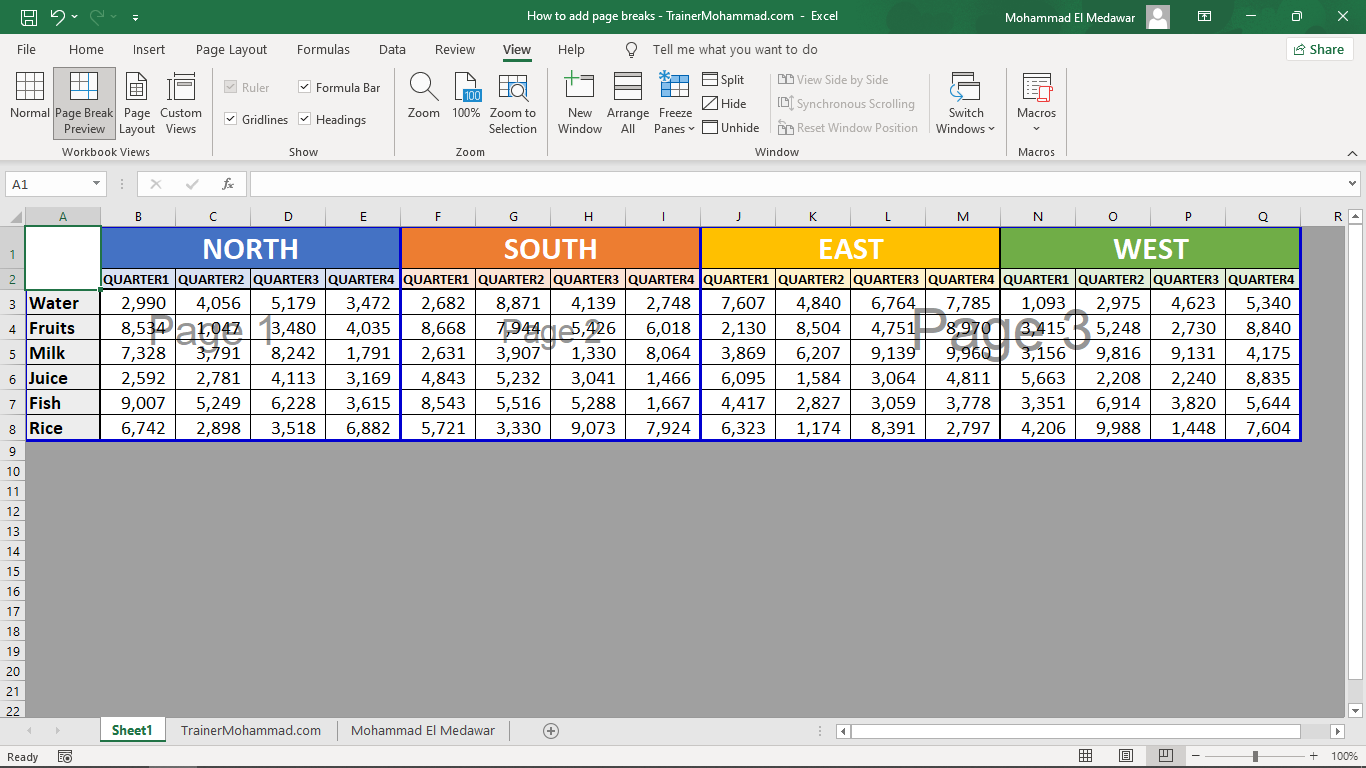 How to add page breaks - TrainerMohammad.com - Excel
Mohammad El Medawar
File Home Insert Page Layout Formulas Data Review View Help Tell me what you want to do Share
Normal Page Break Preview Page Layout Custom Views
Workbook Views
Ruler Formula Bar
Gridlines Headings
Show
Zoom 100 100% Zoom to Selection
Zoom
New Window Arrange All Freeze Panes
Split
Hide
Unhide
View Side by Side
Synchronous Scrolling
Reset Window Position
Switch Windows
Window
Macros
Macros
A1 fx
A B C D E F G H I J K L M N O P Q R
1 NORTH SOUTH EAST WEST
2 QUARTER1 QUARTER2 QUARTER3 QUARTER4 QUARTER1 QUARTER2 QUARTER3 QUARTER4 QUARTER1 QUARTER2 QUARTER3 QUARTER4 QUARTER1 QUARTER2 QUARTER3 QUARTER4
3 Water 2,990 4,056 5,179 3,472 2,682 8,871 4,139 2,748 7,607 4,840 6,764 7,785 1,093 2,975 4,623 5,340
4 Fruits 8,534 1,047 3,480 4,035 8,668 7,944 5,426 6,018 2,130 8,504 4,751 8,970 3,415 5,248 2,730 8,840
Page 1 Page 2 Page 3
5 Milk 7,328 3,791 8,242 1,791 2,631 3,907 1,330 8,064 3,869 6,207 9,139 9,960 3,156 9,816 9,131 4,175
6 Juice 2,592 2,781 4,113 3,169 4,843 5,232 3,041 1,466 6,095 1,584 3,064 4,811 5,663 2,208 2,240 8,835
7 Fish 9,007 5,249 6,228 3,615 8,543 5,516 5,288 1,667 4,417 2,827 3,059 3,778 3,351 6,914 3,820 5,644
8 Rice 6,742 2,898 3,518 6,882 5,721 3,330 9,073 7,924 6,323 1,174 8,391 2,797 4,206 9,988 1,448 7,604
9
10
11
12
13
14
15
16
17
18
19
20
21
22
Sheet1 TrainerMohammad.com Mohammad El Medawar
Ready 100%